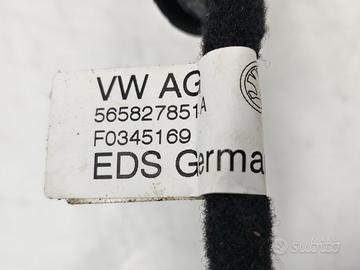 VW AG
565827851A
F0345169
EDS Germa
subito